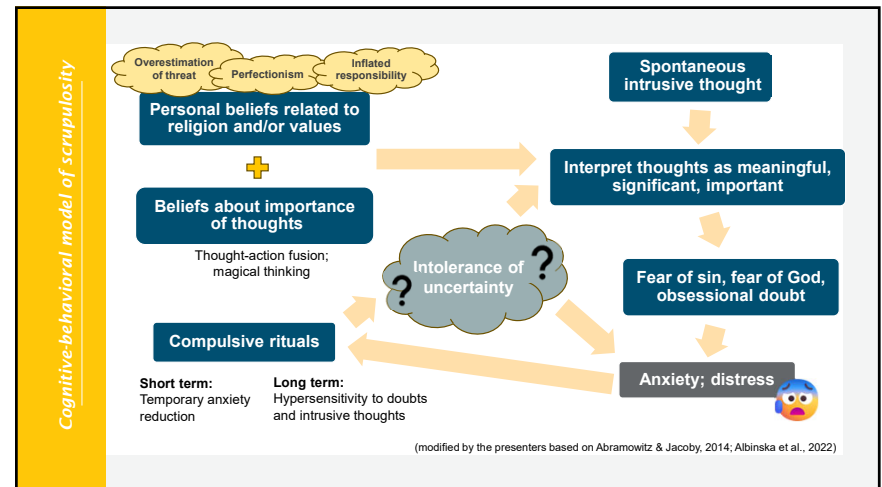 Cognitive-behavioral model of scrupulosity
Overestimation
of threat
Perfectionism
Inflated
responsibility
Personal beliefs related to
religion and/or values
Beliefs about importance
of thoughts
Thought-action fusion;
magical thinking
Spontaneous
intrusive thought
Interpret thoughts as meaningful,
significant, important
Fear of sin, fear of God,
obsessional doubt
Anxiety; distress
?
Intolerance of
uncertainty
?
Compulsive rituals
Short term:
Temporary anxiety
reduction
Long term:
Hypersensitivity to doubts
and intrusive thoughts
(modified by the presenters based on Abramowitz & Jacoby, 2014; Albinska et al., 2022)